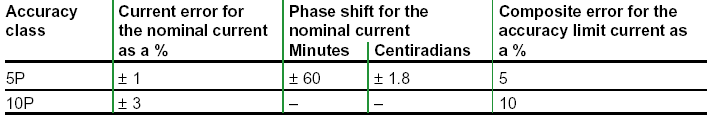 Accuracy class | Current error for the nominal current as a % | Phase shift for the nominal current | Composite error for the accuracy limit current as a %
Minutes | Centiradians
5P | ± 1 | ± 60 | ± 1.8 | 5
10P | ± 3 | – | – | 10